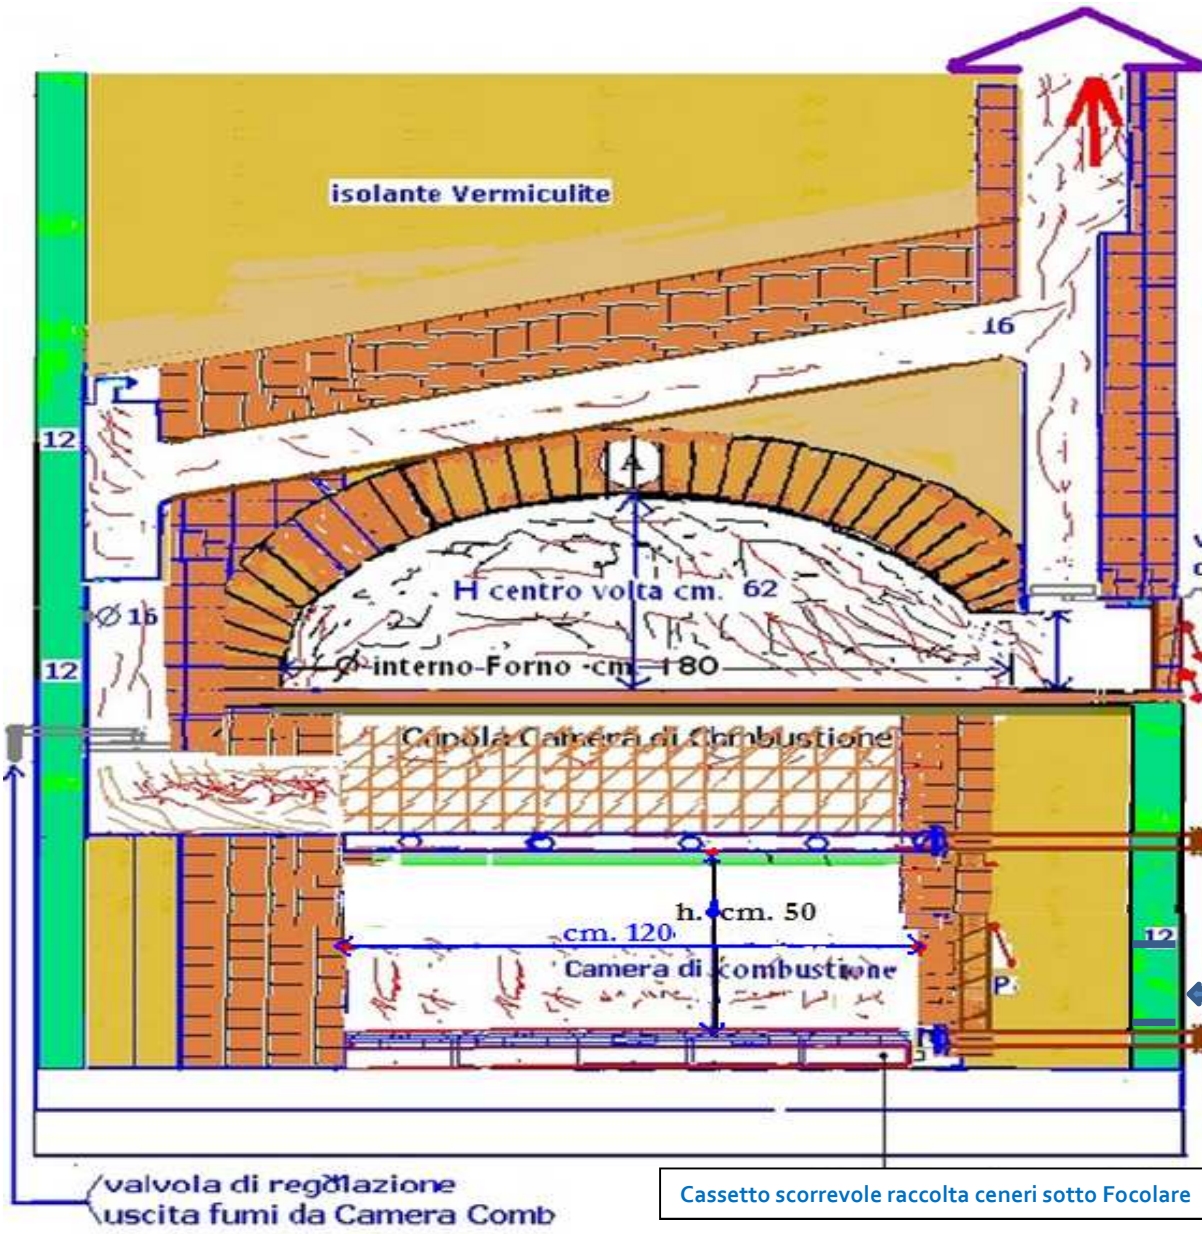 isolante Vermiculite
16
12
A
H centro volta cm. 62
Ø 16
12
Ø interno Forno cm 180
Cupola Camera di Combustione
h. cm. 50
cm. 120
12
Camera di combustione
P.
valvola di regolazione
uscita fumi da Camera Comb
Cassetto scorrevole raccolta ceneri sotto Focolare